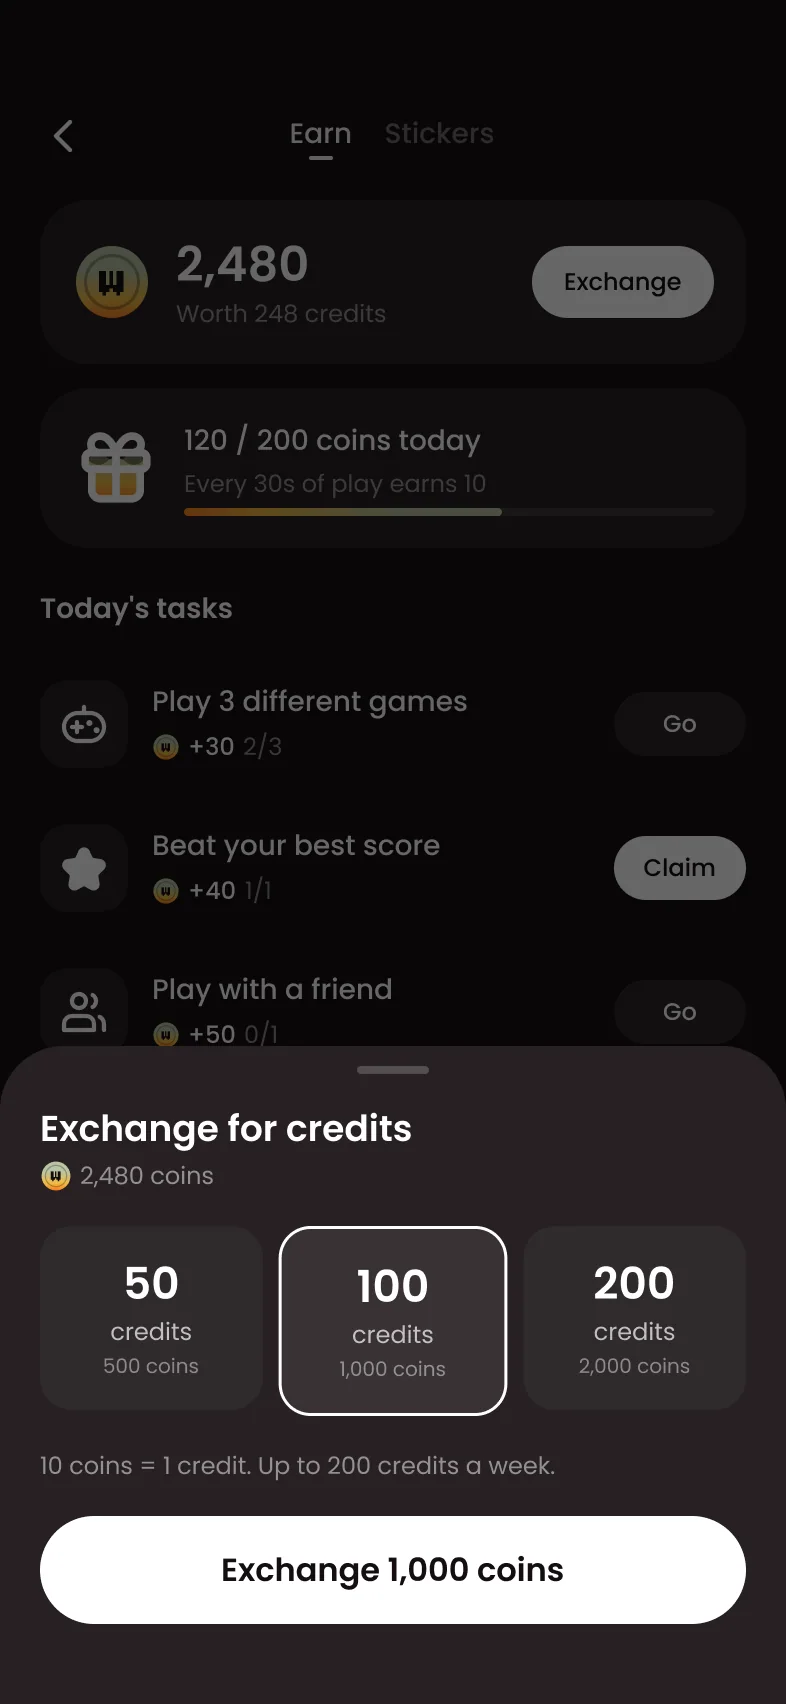 Earn Stickers
2,480
Worth 248 credits
Exchange
120 / 200 coins today
Every 30s of play earns 10
Today's tasks
Play 3 different games
+30 2/3
Go
Beat your best score
+40 1/1
Claim
Play with a friend
+50 0/1
Go
Exchange for credits
2,480 coins
50
credits
500 coins
100
credits
1,000 coins
200
credits
2,000 coins
10 coins = 1 credit. Up to 200 credits a week.
Exchange 1,000 coins